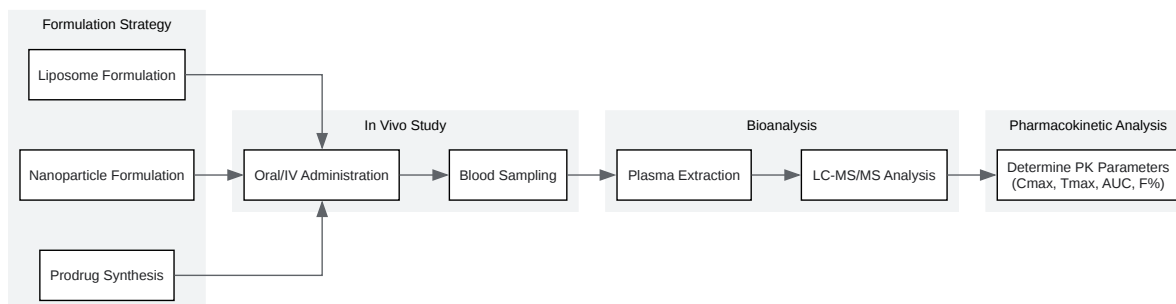 Formulation Strategy
Liposome Formulation
Nanoparticle Formulation
Prodrug Synthesis
In Vivo Study
Oral/IV Administration
Blood Sampling
Bioanalysis
Plasma Extraction
LC-MS/MS Analysis
Pharmacokinetic Analysis
Determine PK Parameters
(Cmax, Tmax, AUC, F%)